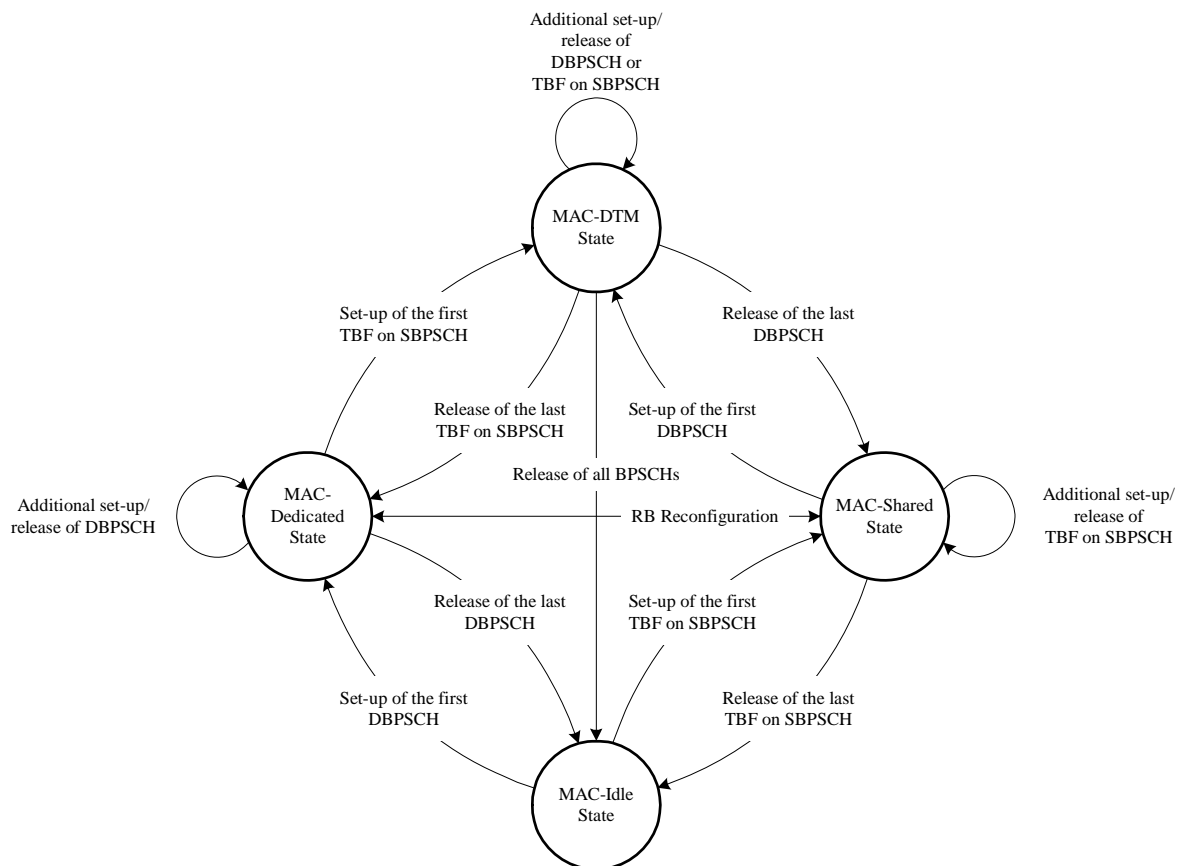 Additional set-up/
release of
DBPSCH or
TBF on SBPSCH
MAC-DTM
State
Set-up of the first
TBF on SBPSCH
Release of the last
DBPSCH
Release of the last
TBF on SBPSCH
Set-up of the first
DBPSCH
Release of all BPSCHs
Additional set-up/
release of DBPSCH
MAC-
Dedicated
State
RB Reconfiguration
MAC-Shared
State
Additional set-up/
release of
TBF on SBPSCH
Release of the last
DBPSCH
Set-up of the first
TBF on SBPSCH
Set-up of the first
DBPSCH
Release of the last
TBF on SBPSCH
MAC-Idle
State